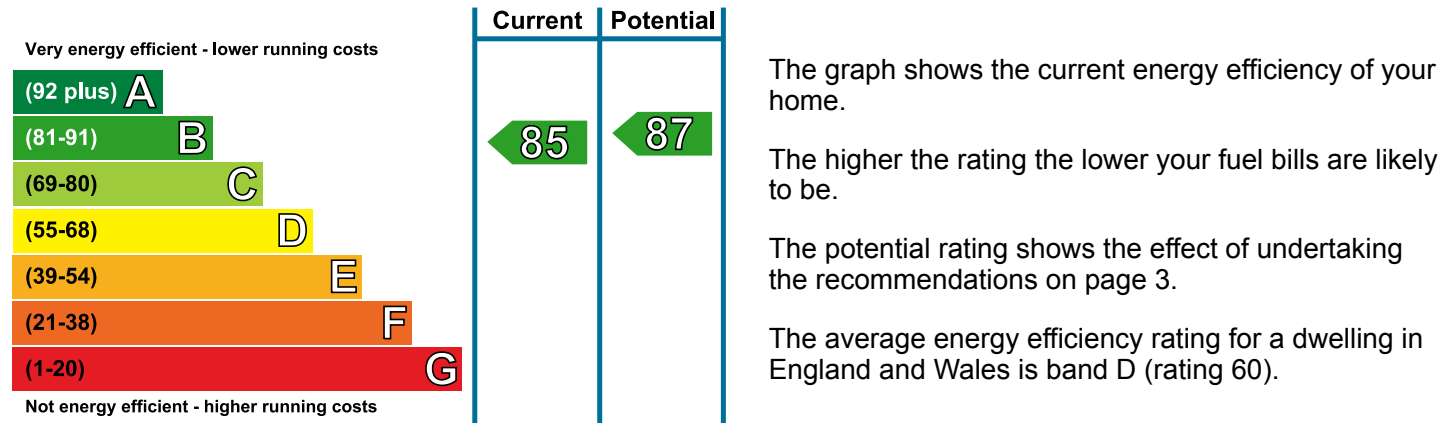 Current Potential
Very energy efficient - lower running costs
(92 plus) A
(81-91) B
85 87
(69-80) C
(55-68) D
(39-54) E
(21-38) F
(1-20) G
Not energy efficient - higher running costs
The graph shows the current energy efficiency of your
home.
The higher the rating the lower your fuel bills are likely
to be.
The potential rating shows the effect of undertaking
the recommendations on page 3.
The average energy efficiency rating for a dwelling in
England and Wales is band D (rating 60).